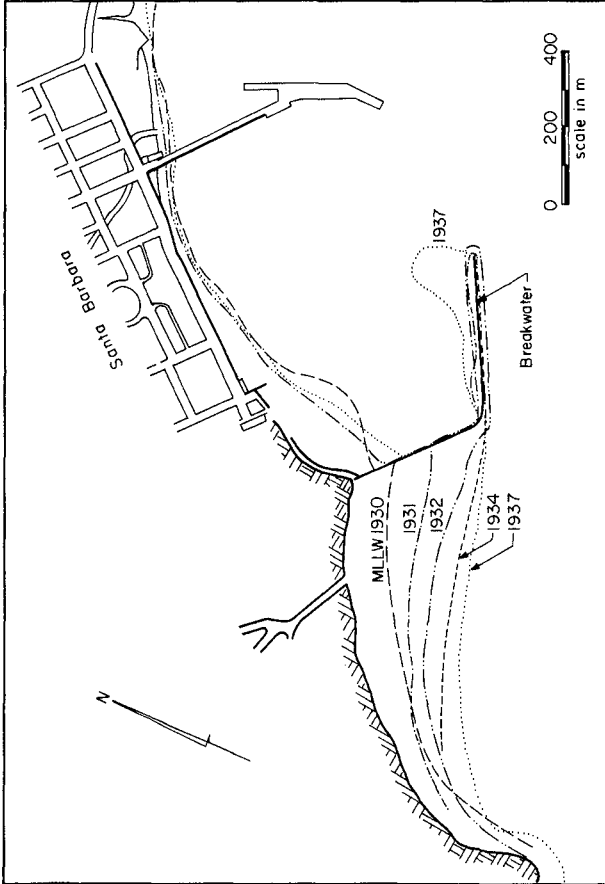 Santa Barbara
N
MLLW 1930
1931
1932
1934
1937
1937
Breakwater
0 200 400
scale in m